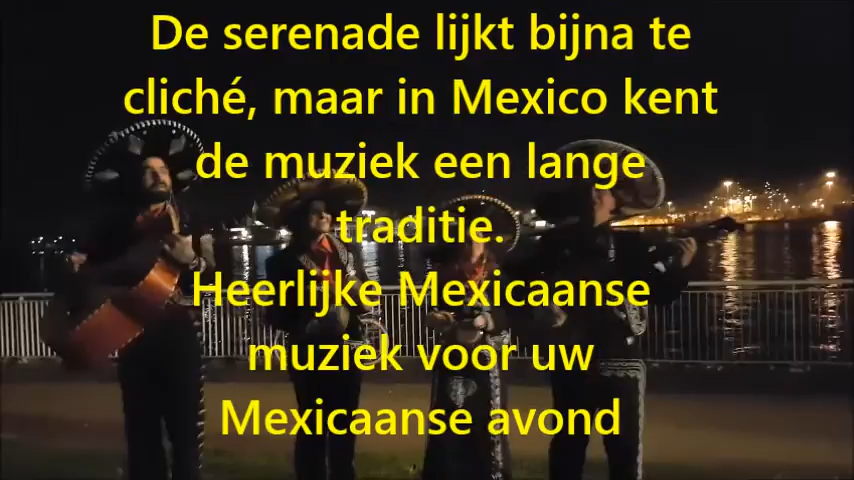 De serenade lijkt bijna te
cliché, maar in Mexico kent
de muziek een lange
traditie.
Heerlijke Mexicaanse
muziek voor uw
Mexicaanse avond